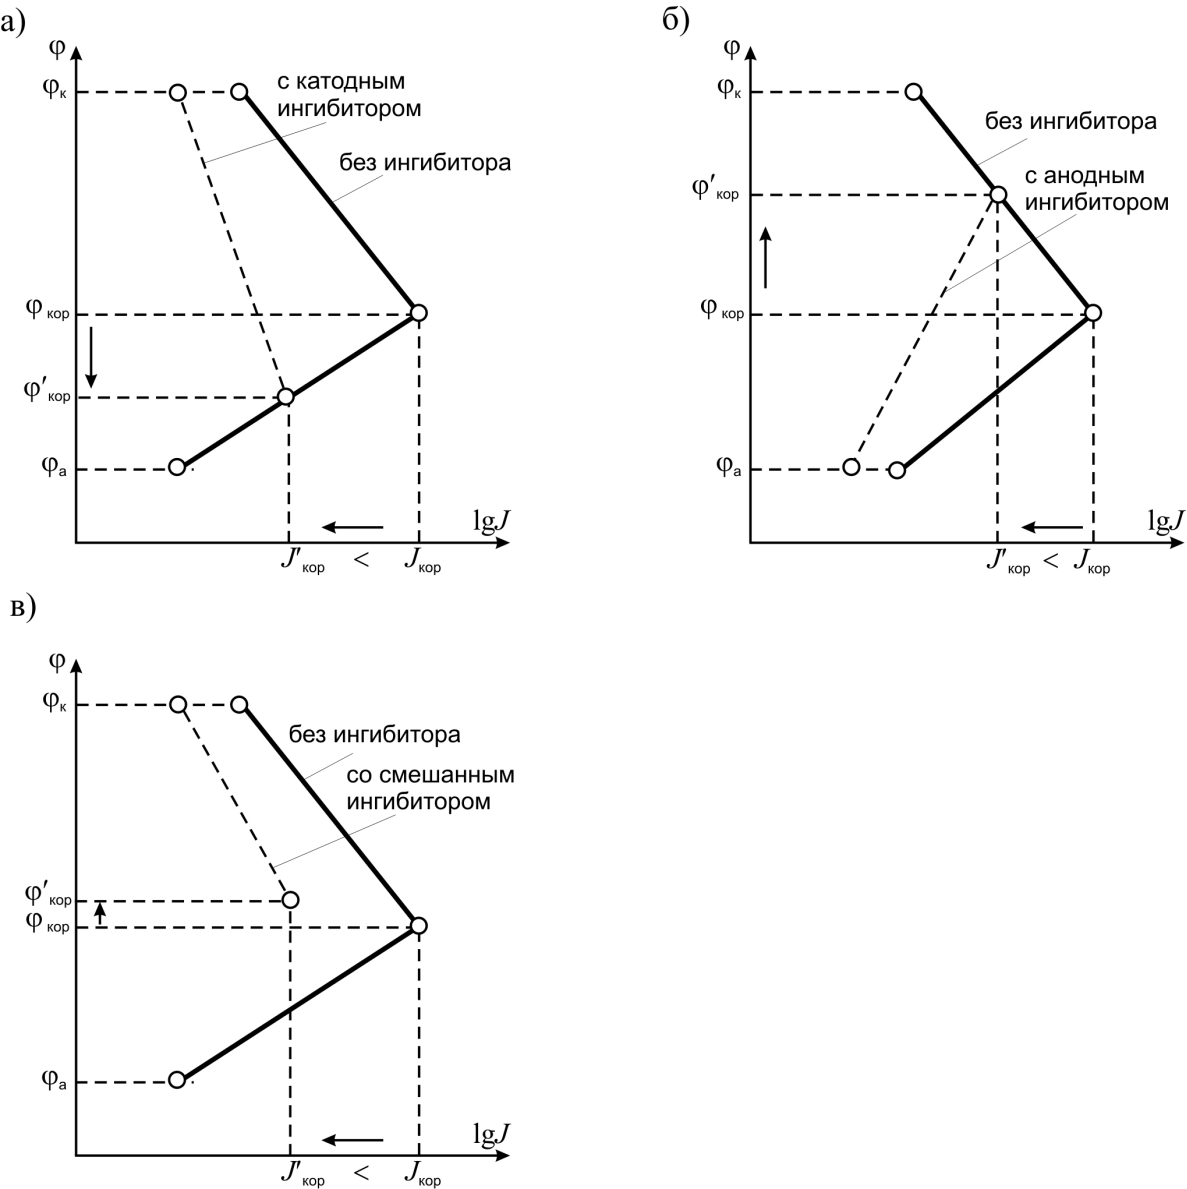 а)
φ
φк
с катодным
ингибитором
без ингибитора
φкор
φ′кор
φа
lgJ
J′кор < Jкор
б)
φ
φк
без ингибитора
φ′кор
с анодным
ингибитором
φкор
φа
lgJ
J′кор < Jкор
в)
φ
φк
без ингибитора
со смешанным
ингибитором
φ′кор
φкор
φа
lgJ
J′кор < Jкор